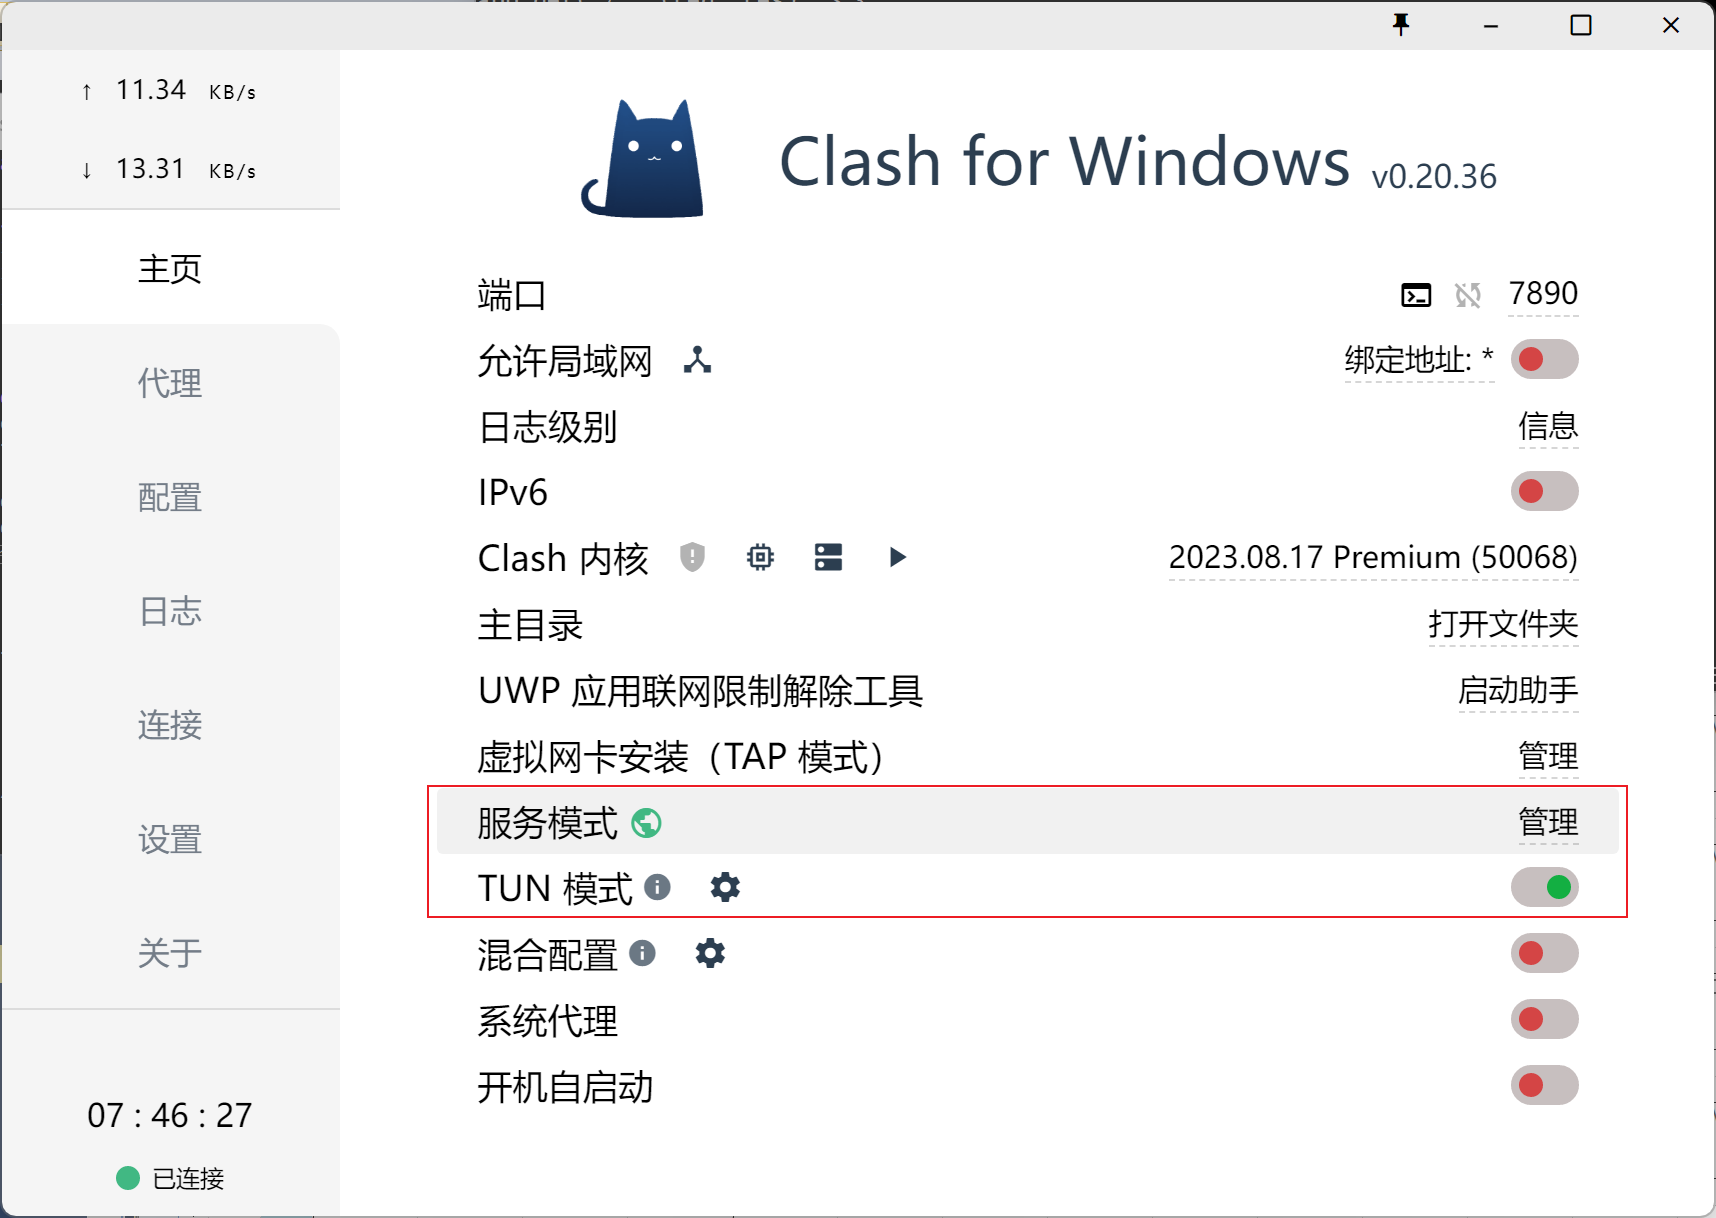 ↑ 11.34 KB/s
↓ 13.31 KB/s
主页
代理
配置
日志
连接
设置
关于
07 : 46 : 27
已连接
Clash for Windows v0.20.36
端口 7890
允许局域网 绑定地址: *
日志级别 信息
IPv6
Clash 内核 2023.08.17 Premium (50068)
主目录 打开文件夹
UWP 应用联网限制解除工具 启动助手
虚拟网卡安装（TAP 模式） 管理
服务模式 管理
TUN 模式
混合配置
系统代理
开机自启动